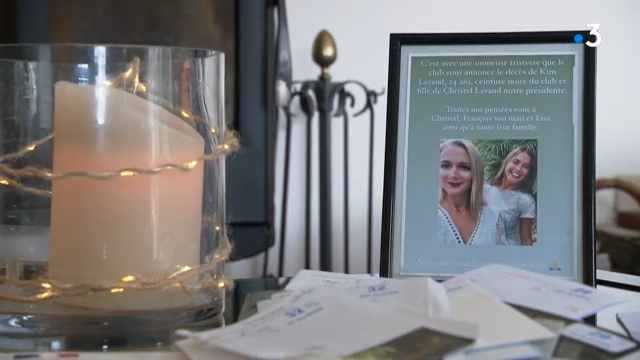 3
C'est avec une immense tristesse que le
club vous annonce le décès de Kim
Lavaud, 24 ans, ceinture noire du club et
fille de Christel Lavaud notre présidente.
Toutes nos pensées vont à
Christel, François son mari et Lisa
ainsi qu'à toute leur famille.